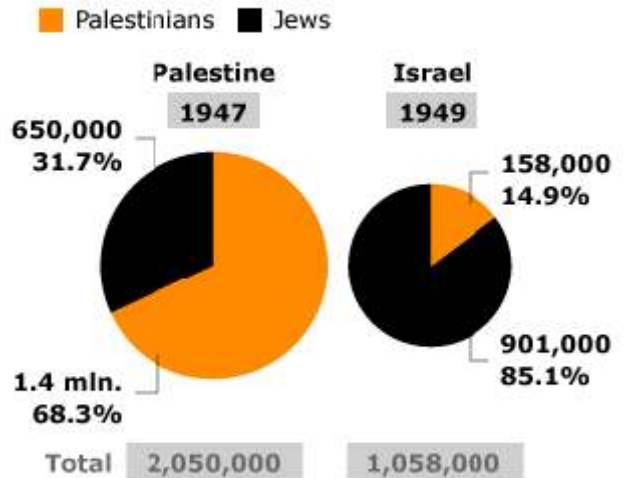 Palestinians Jews
Palestine
1947
Israel
1949
650,000
31.7%
158,000
14.9%
1.4 mln.
68.3%
901,000
85.1%
Total 2,050,000 1,058,000